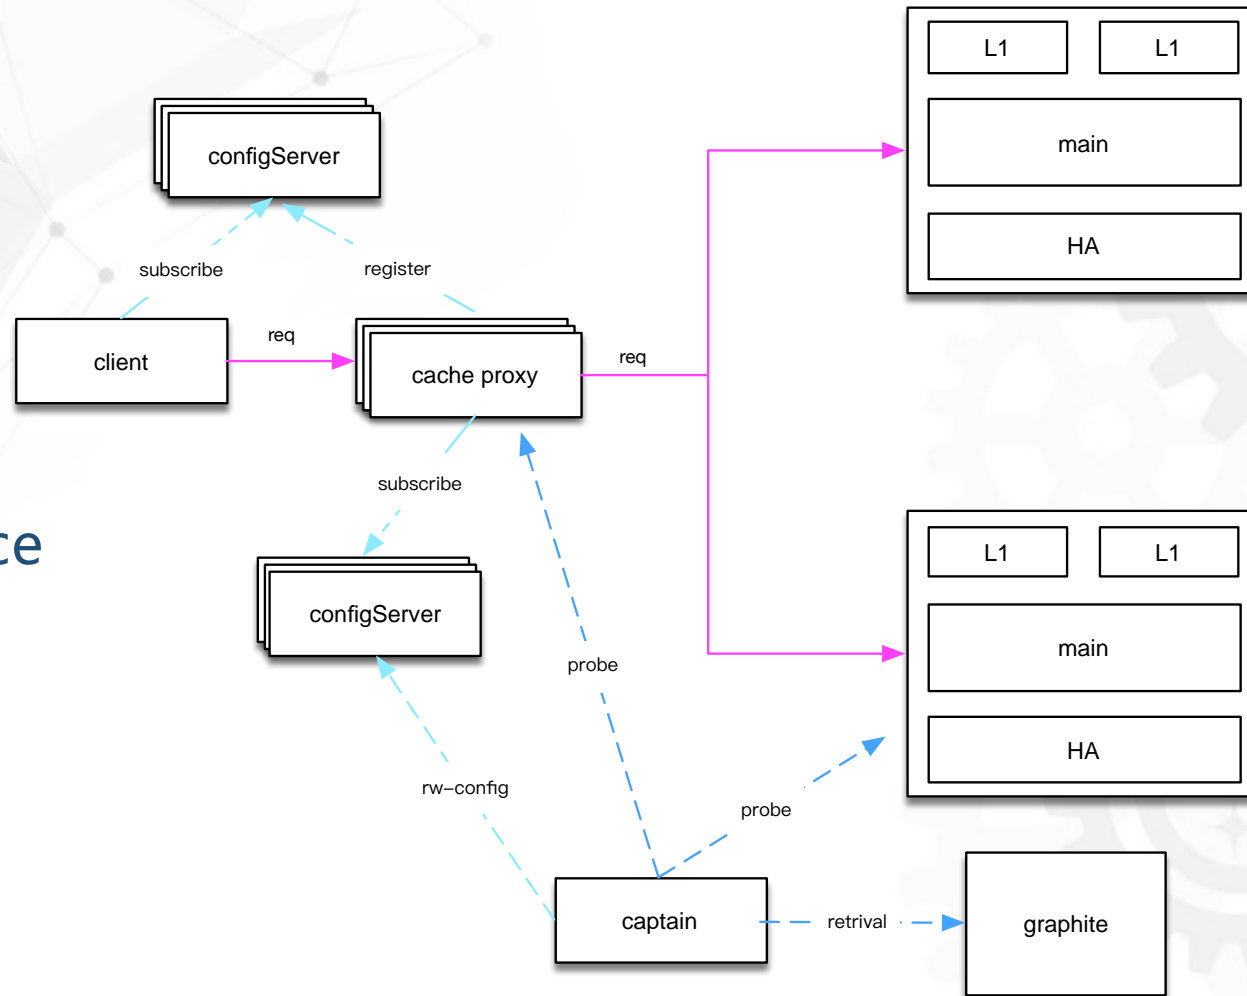 L1
L1
main
HA
configServer
subscribe
register
client
req
cache proxy
req
subscribe
ce
configServer
L1
L1
main
HA
probe
rw-config
probe
captain
retrival
graphite